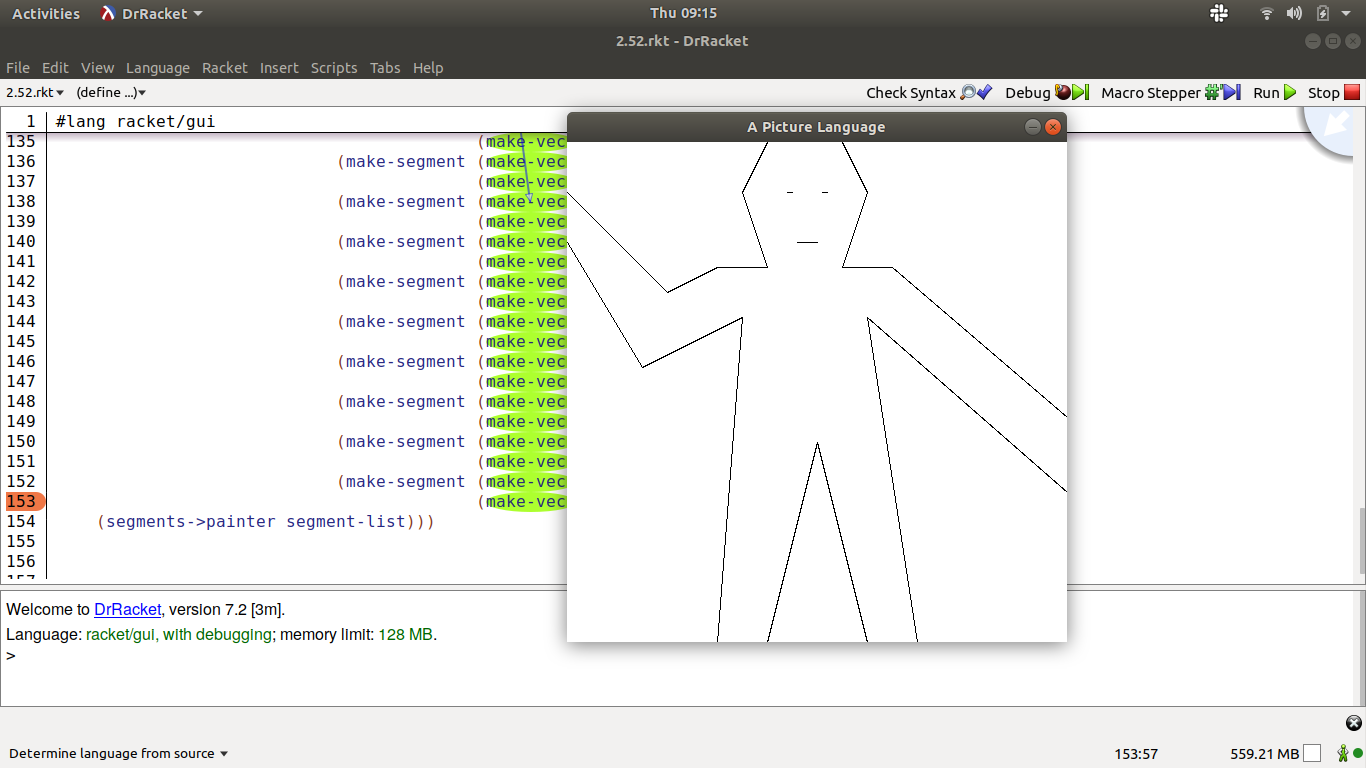 Activities DrRacket Thu 09:15
2.52.rkt - DrRacket
File Edit View Language Racket Insert Scripts Tabs Help
2.52.rkt (define ...) Check Syntax Debug Macro Stepper Run Stop
1 #lang racket/gui
A Picture Language
135 (make-vec
136 (make-segment (make-vec
137 (make-vec
138 (make-segment (make-vec
139 (make-vec
140 (make-segment (make-vec
141 (make-vec
142 (make-segment (make-vec
143 (make-vec
144 (make-segment (make-vec
145 (make-vec
146 (make-segment (make-vec
147 (make-vec
148 (make-segment (make-vec
149 (make-vec
150 (make-segment (make-vec
151 (make-vec
152 (make-segment (make-vec
153 (make-vec
154 (segments->painter segment-list)))
155
156
157
Welcome to DrRacket, version 7.2 [3m].
Language: racket/gui, with debugging; memory limit: 128 MB.
>
Determine language from source 153:57 559.21 MB